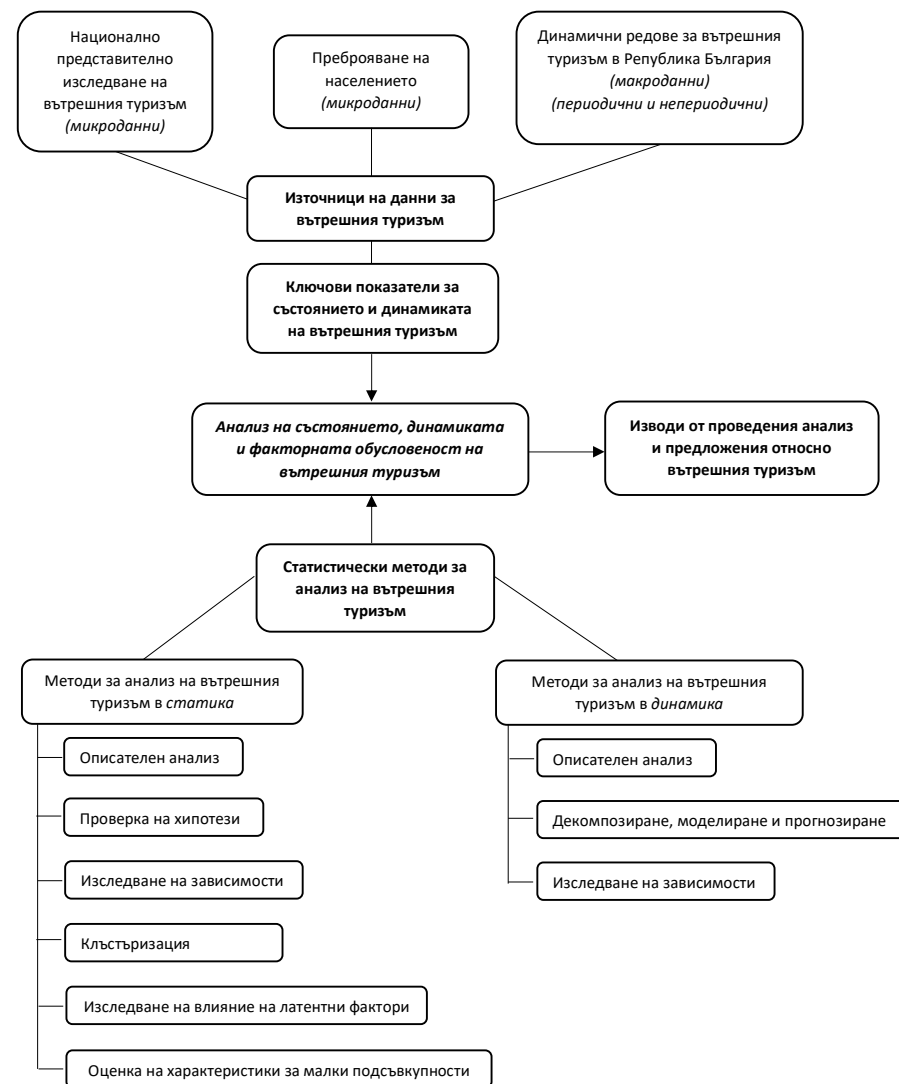 Национално
представително
изследване на
вътрешния туризъм
(микроданни)
Преброяване на
населението
(микроданни)
Динамични редове за вътрешния
туризъм в Република България
(макроданни)
(периодични и непериодични)
Източници на данни за
вътрешния туризъм
Ключови показатели за
състоянието и динамиката
на вътрешния туризъм
Анализ на състоянието, динамиката
и факторната обусловеност на
вътрешния туризъм
Изводи от проведения анализ
и предложения относно
вътрешния туризъм
Статистически методи за
анализ на вътрешния
туризъм
Методи за анализ на вътрешния
туризъм в статика
Описателен анализ
Проверка на хипотези
Изследване на зависимости
Клъстъризация
Изследване на влияние на латентни фактори
Оценка на характеристики за малки подсъвкупности
Методи за анализ на вътрешния
туризъм в динамика
Описателен анализ
Декомпозиране, моделиране и прогнозиране
Изследване на зависимости